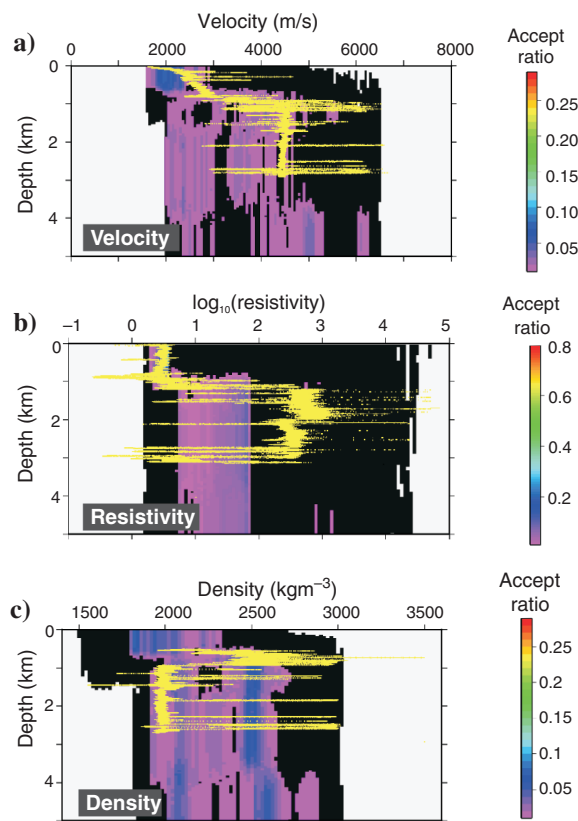 a)
Velocity (m/s)
0 2000 4000 6000 8000
Depth (km)
0
2
4
Velocity
Accept
ratio
0.25
0.20
0.15
0.10
0.05
b)
log₁₀(resistivity)
−1 0 1 2 3 4 5
Depth (km)
0
2
4
Resistivity
Accept
ratio
0.8
0.6
0.4
0.2
c)
Density (kgm⁻³)
1500 2000 2500 3000 3500
Depth (km)
0
2
4
Density
Accept
ratio
0.25
0.20
0.15
0.10
0.05